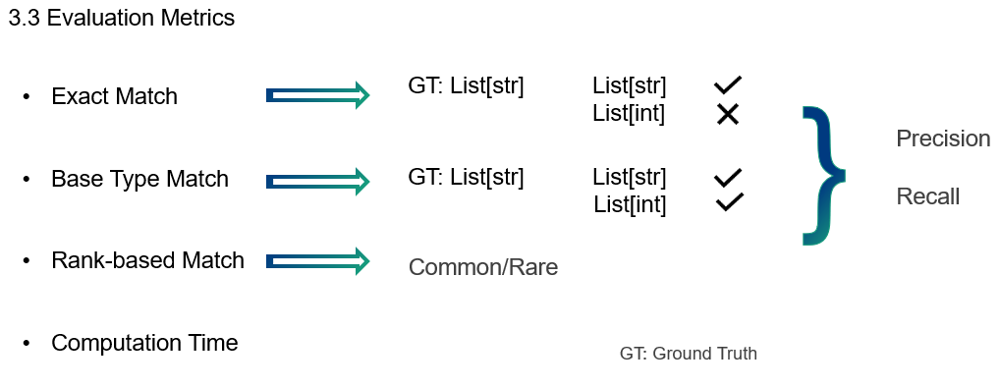 3.3 Evaluation Metrics
• Exact Match GT: List[str] List[str]
List[int]
Precision
• Base Type Match GT: List[str] List[str]
Recall
List[int]
• Rank-based Match Common/Rare
• Computation Time
GT: Ground Truth